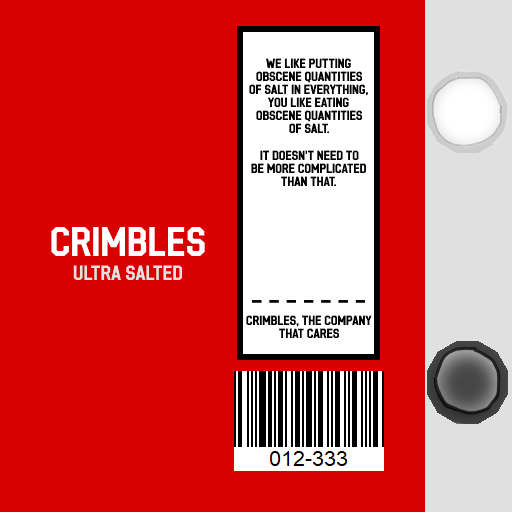 CRIMBLES
ULTRA SALTED
WE LIKE PUTTING
OBSCENE QUANTITIES
OF SALT IN EVERYTHING,
YOU LIKE EATING
OBSCENE QUANTITIES
OF SALT.
IT DOESN'T NEED TO
BE MORE COMPLICATED
THAN THAT.
CRIMBLES, THE COMPANY
THAT CARES
012-333